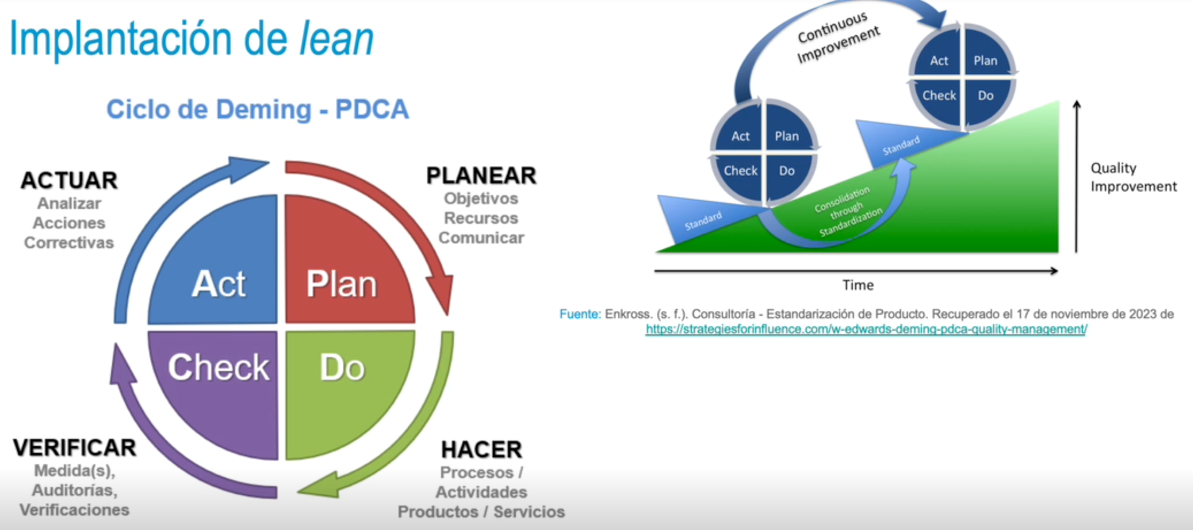 Implantación de lean
Ciclo de Deming - PDCA
ACTUAR
Analizar
Acciones
Correctivas
PLANEAR
Objetivos
Recursos
Comunicar
Act
Plan
Check
Do
VERIFICAR
Medida(s),
Auditorías,
Verificaciones
HACER
Procesos /
Actividades
Productos / Servicios
Continuous
Improvement
Act
Plan
Check
Do
Act
Plan
Check
Do
Standard
Standard
Consolidation
through
Standardization
Quality
Improvement
Time
Fuente: Enkross. (s. f.). Consultoría - Estandarización de Producto. Recuperado el 17 de noviembre de 2023 de
https://strategiesforinfluence.com/w-edwards-deming-pdca-quality-management/